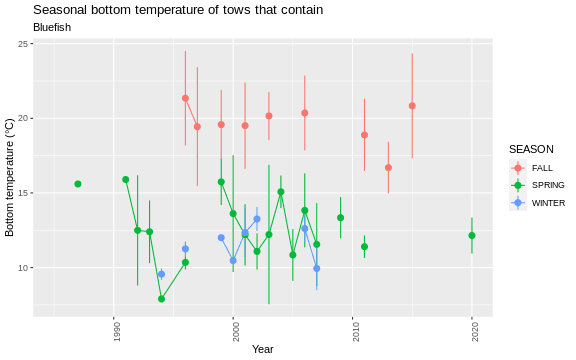 Seasonal bottom temperature of tows that contain
Bluefish
25
20
15
10
Bottom temperature (°C)
1990
2000
2010
2020
Year
SEASON
FALL
SPRING
WINTER